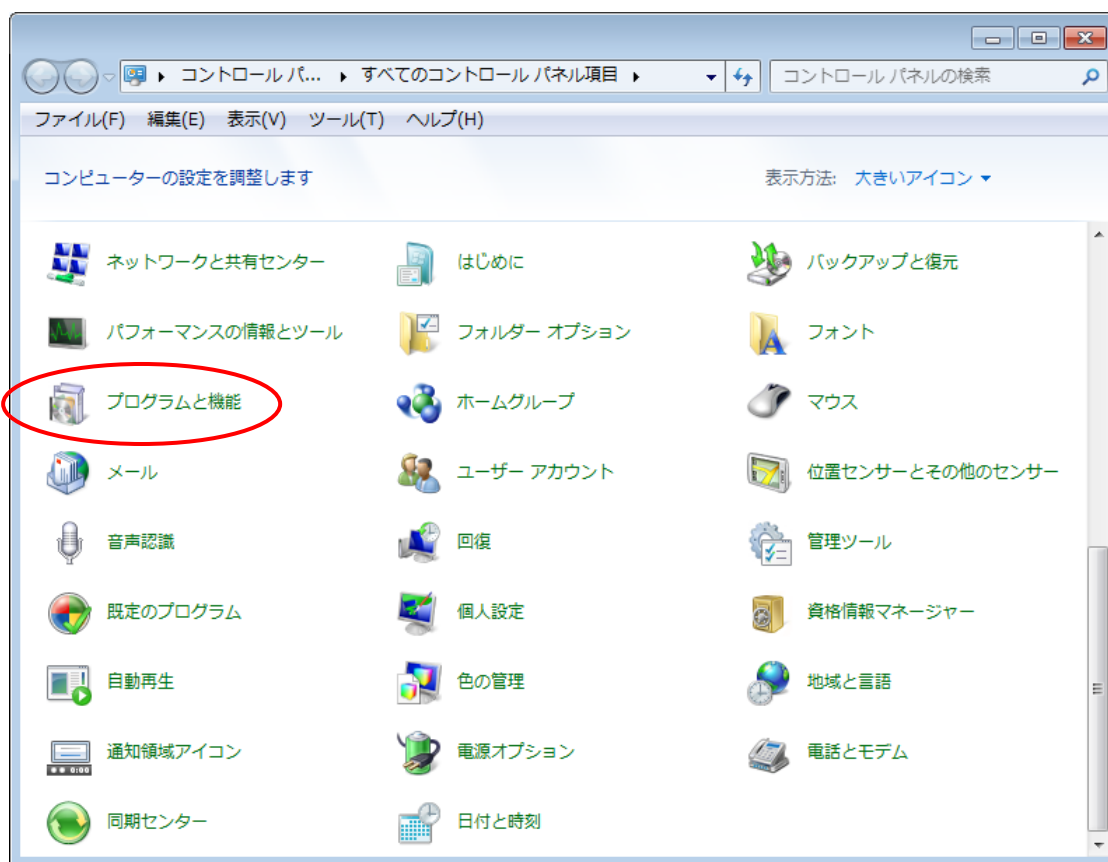 コントロール パ... すべてのコントロール パネル項目 コントロール パネルの検索
ファイル(F) 編集(E) 表示(V) ツール(T) ヘルプ(H)
コンピューターの設定を調整します 表示方法: 大きいアイコン
ネットワークと共有センター はじめに バックアップと復元
パフォーマンスの情報とツール フォルダー オプション フォント
プログラムと機能 ホームグループ マウス
メール ユーザー アカウント 位置センサーとその他のセンサー
音声認識 回復 管理ツール
既定のプログラム 個人設定 資格情報マネージャー
自動再生 色の管理 地域と言語
通知領域アイコン 電源オプション 電話とモデム
同期センター 日付と時刻